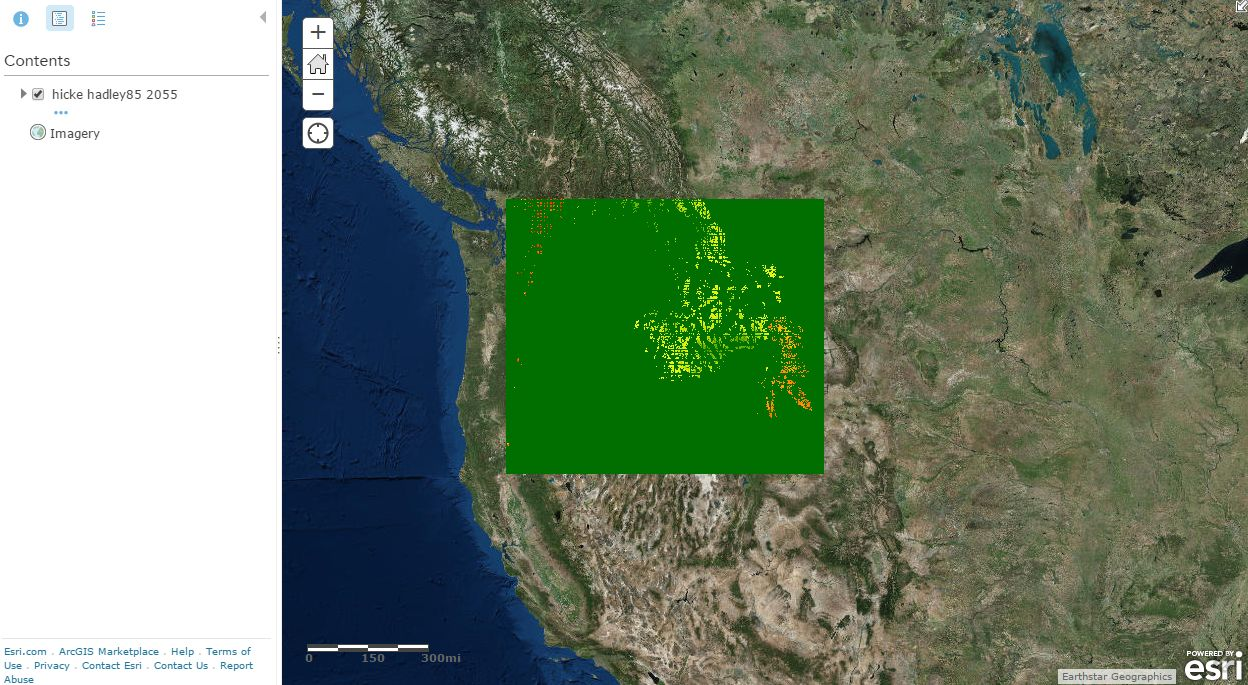 Contents
hicke hadley85 2055
Imagery
Esri.com . ArcGIS Marketplace . Help . Terms of
Use . Privacy . Contact Esri . Contact Us . Report
Abuse
0 150 300mi
Earthstar Geographics
POWERED BY
esri